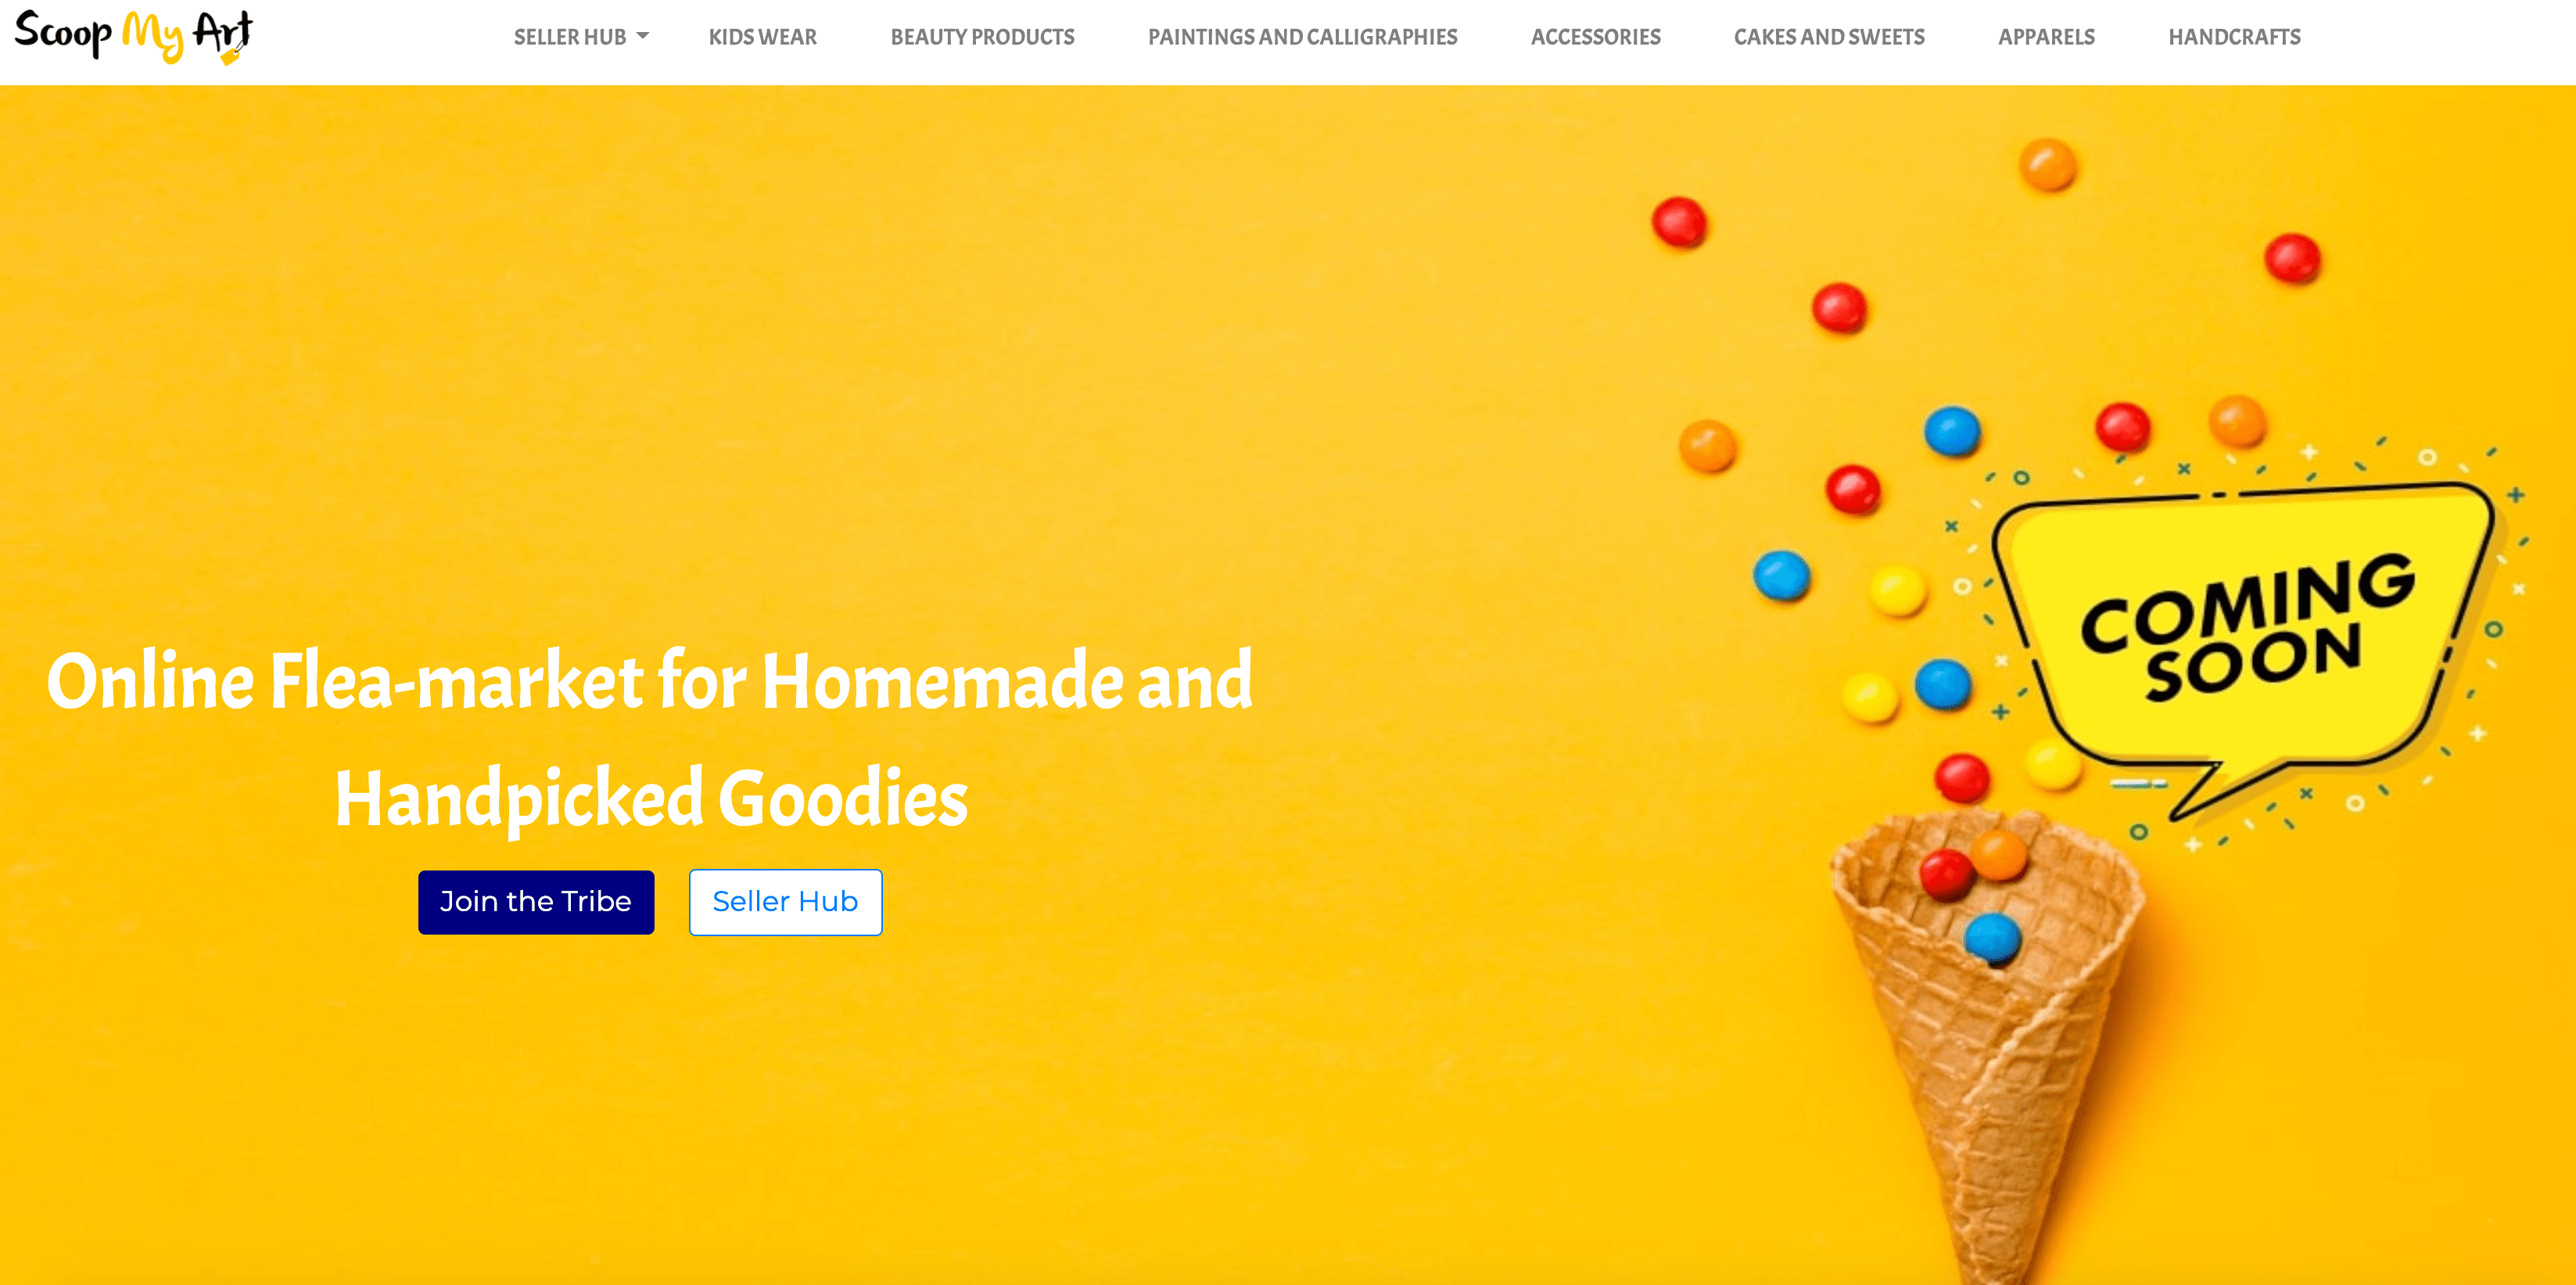 Scoop My Art
SELLER HUB
KIDS WEAR
BEAUTY PRODUCTS
PAINTINGS AND CALLIGRAPHIES
ACCESSORIES
CAKES AND SWEETS
APPARELS
HANDCRAFTS
COMING
SOON
Online Flea-market for Homemade and
Handpicked Goodies
Join the Tribe
Seller Hub